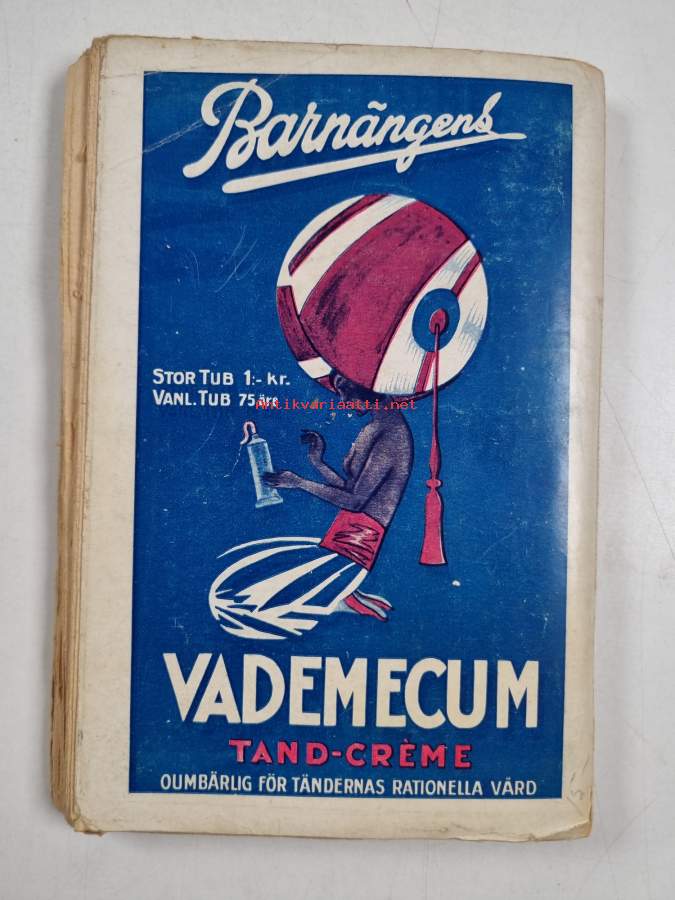 Barnängens
STOR TUB 1:- kr.
VANL. TUB 75 öre
Antikvariaatti.net
VADEMECUM
TAND-CRÈME
OUMBÄRLIG FÖR TÄNDERNAS RATIONELLA VÅRD